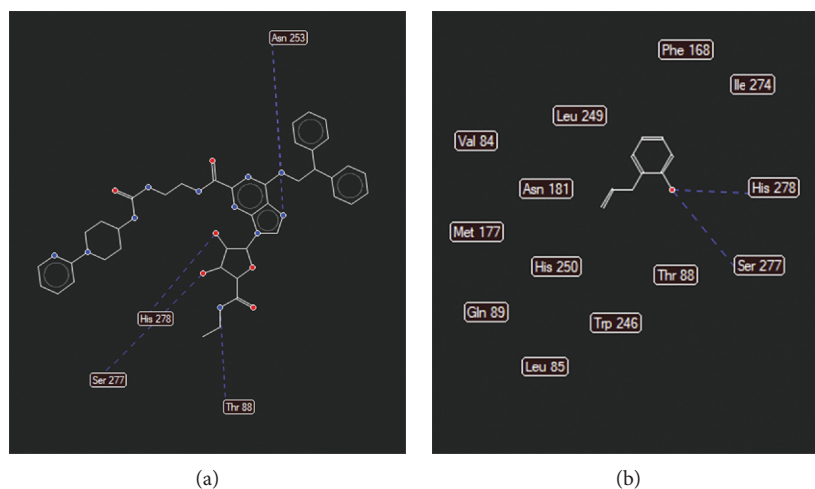 Asn 253
His 278
Ser 277
Thr 88
(a)
Phe 168
Ile 274
Leu 249
Val 84
Asn 181
His 278
Met 177
His 250
Ser 277
Thr 88
Gln 89
Trp 246
Leu 85
(b)